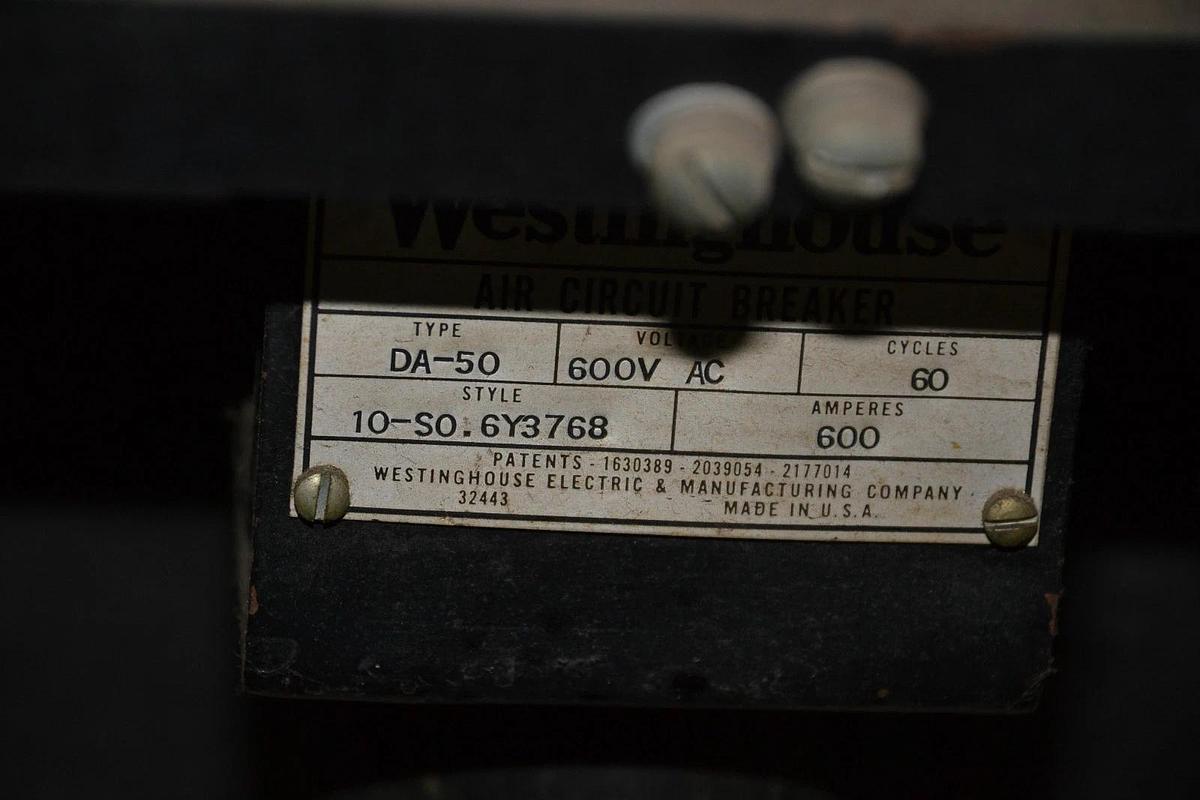 Westinghouse
AIR CIRCUIT BREAKER
TYPE VOLTAGE CYCLES
DA-50 600V AC 60
STYLE AMPERES
10-SO.6Y3768 600
PATENTS - 1630389 - 2039054 - 2177014
WESTINGHOUSE ELECTRIC & MANUFACTURING COMPANY
32443 MADE IN U.S.A.